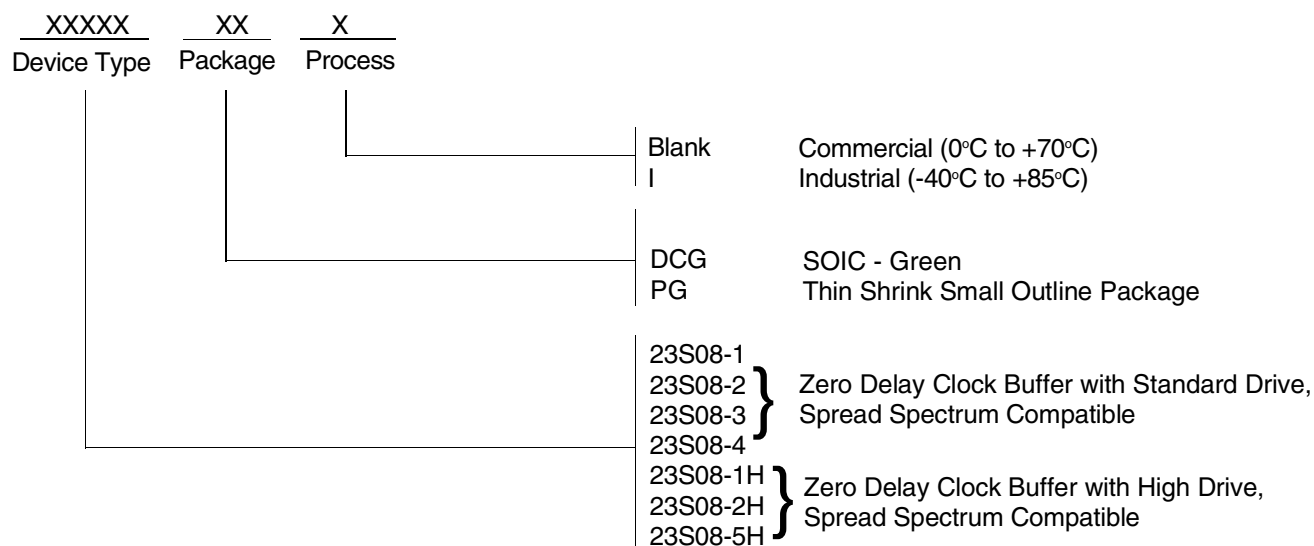 XXXXX XX X
Device Type Package Process
Blank Commercial (0°C to +70°C)
I Industrial (-40°C to +85°C)
DCG SOIC - Green
PG Thin Shrink Small Outline Package
23S08-1
23S08-2
23S08-3
23S08-4
Zero Delay Clock Buffer with Standard Drive,
Spread Spectrum Compatible
23S08-1H
23S08-2H
23S08-5H
Zero Delay Clock Buffer with High Drive,
Spread Spectrum Compatible